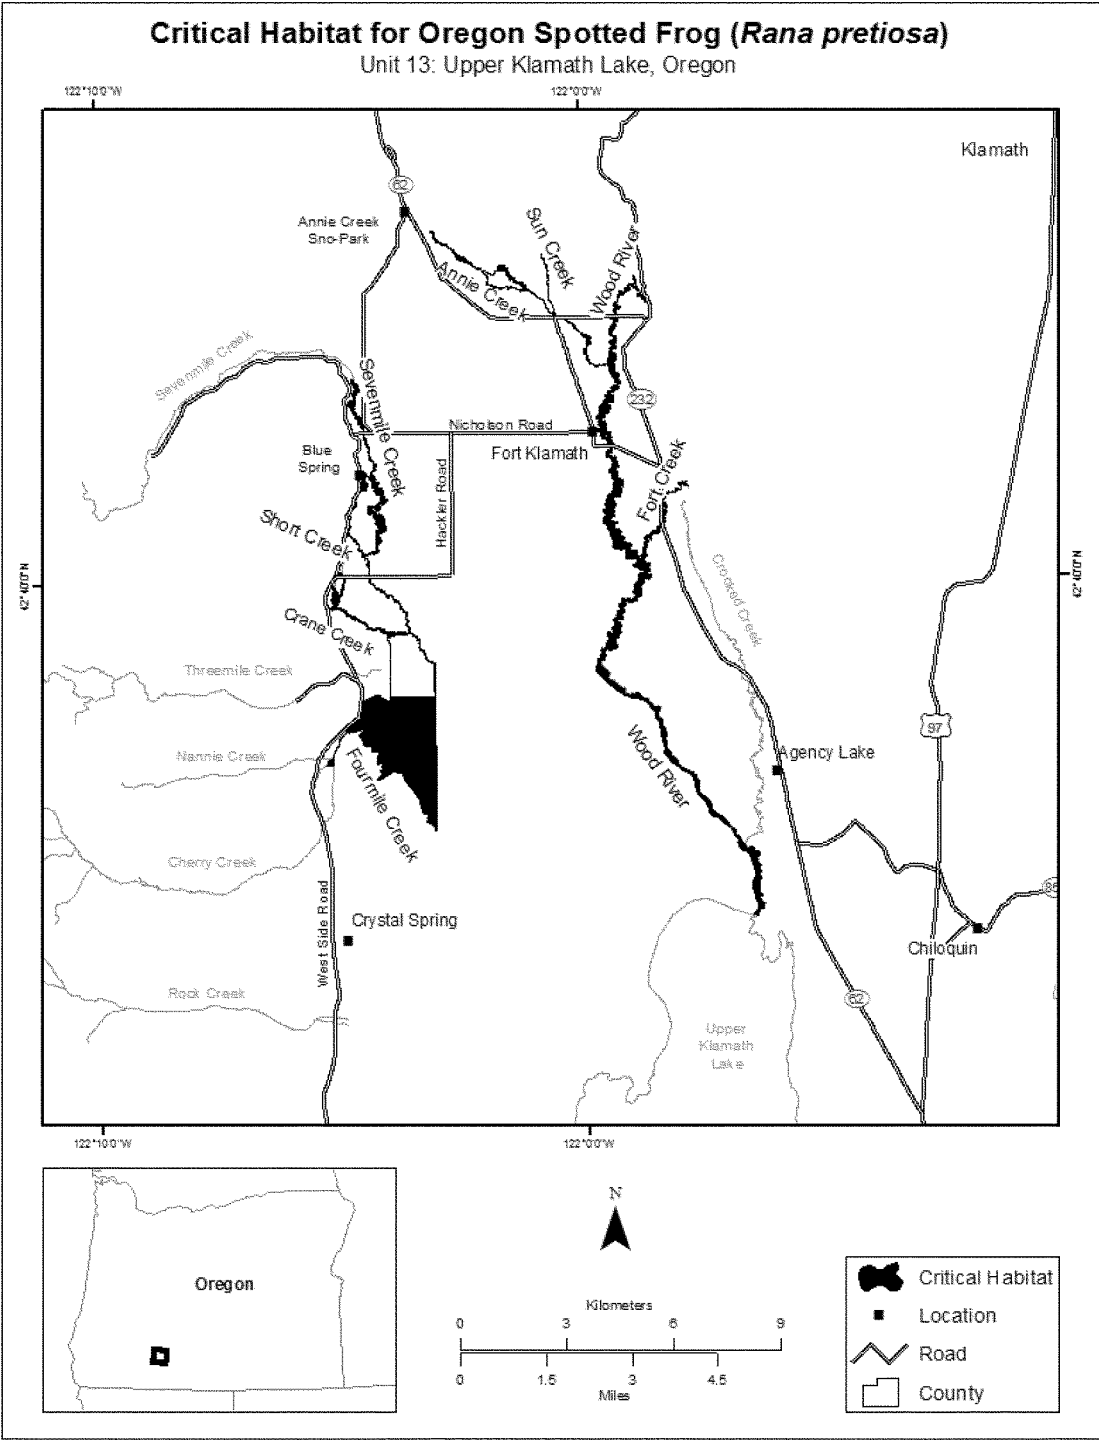 Critical Habitat for Oregon Spotted Frog (Rana pretiosa)
Unit 13: Upper Klamath Lake, Oregon
122°10'0"W
122°0'0"W
Klamath
62
Annie Creek
Sno-Park
Sun Creek
Wood River
Annie Creek
Sevenmile Creek
Sevenmile Creek
232
Nicholson Road
Fort Klamath
Blue
Spring
Hackler Road
Fort Creek
Short Creek
Crooked Creek
42°40'0"N
42°40'0"N
Crane Creek
Threemile Creek
97
Nannie Creek
Wood River
Agency Lake
Fourmile Creek
Cherry Creek
West Side Road
Crystal Spring
Chiloquin
Rock Creek
62
Upper
Klamath
Lake
122°10'0"W
122°0'0"W
Oregon
N
Kilometers
0 3 6 9
0 1.5 3 4.5
Miles
Critical Habitat
Location
Road
County